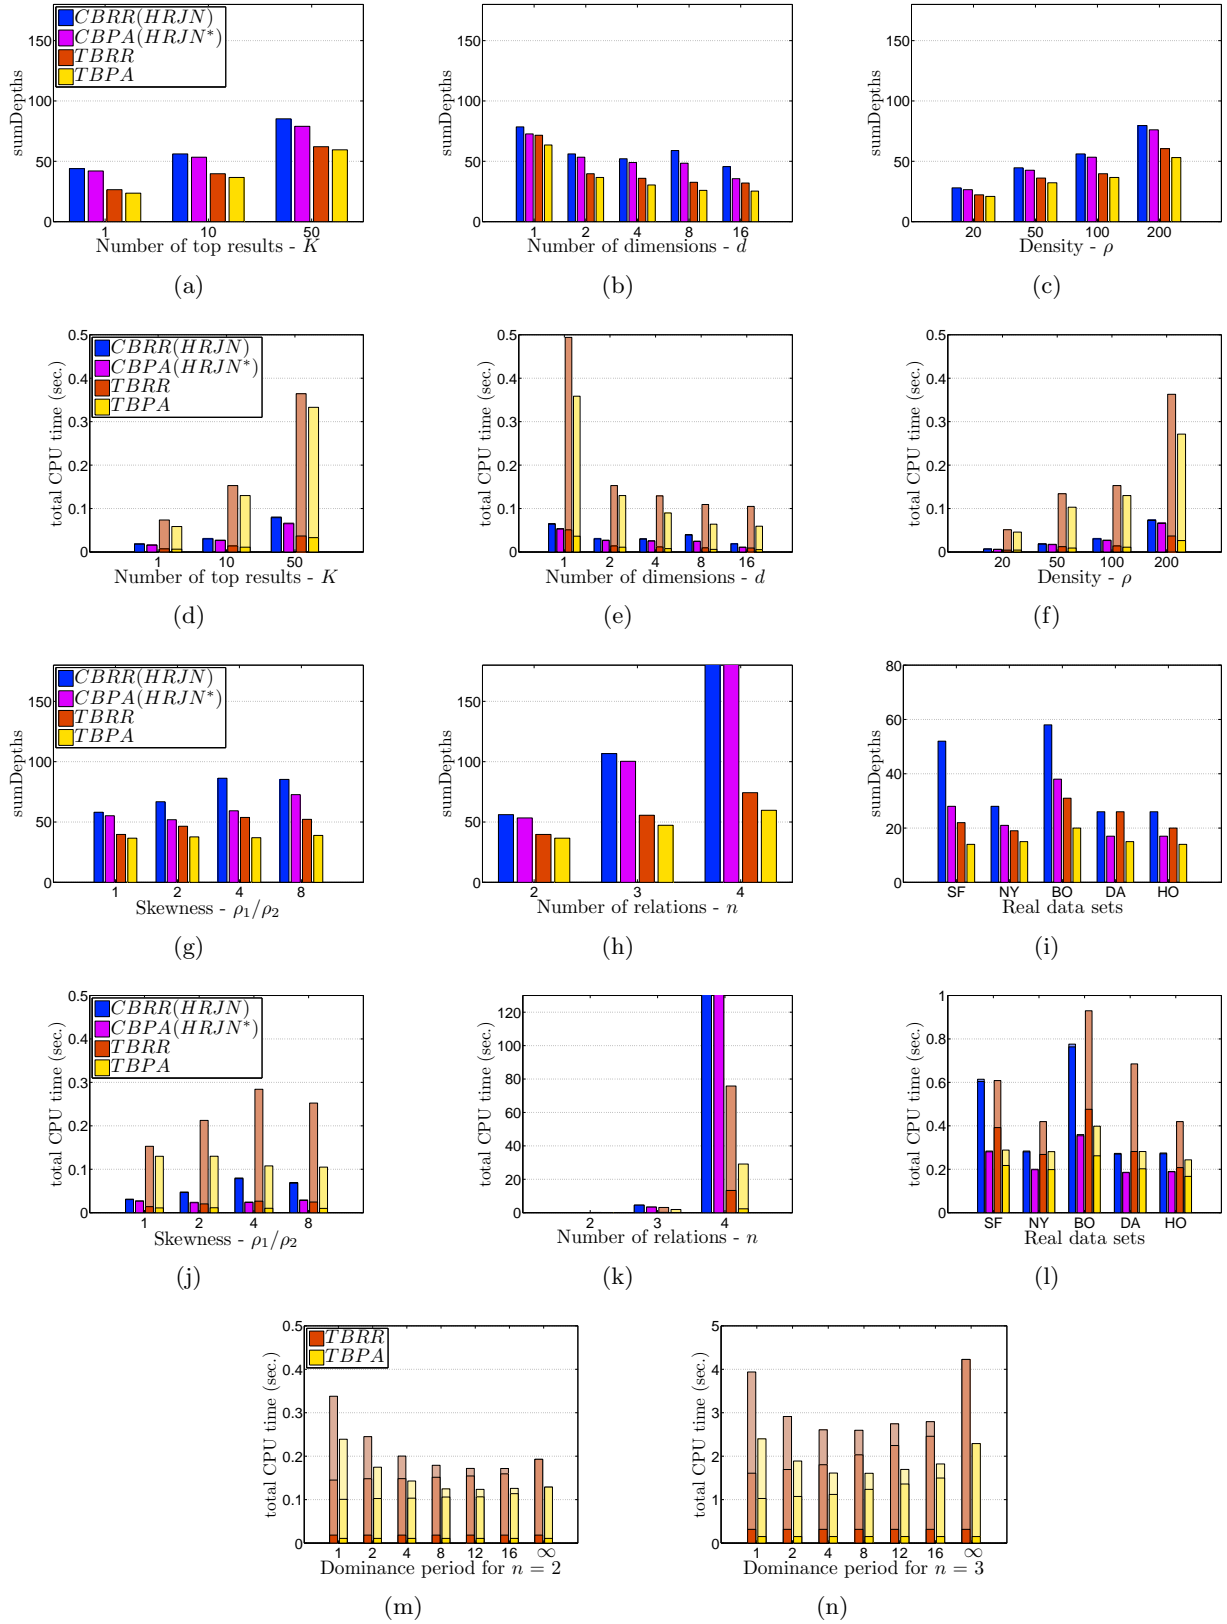 CBRR(HRJN)
CBPA(HRJN*)
TBRR
TBPA
sumDepths
150
100
50
0
1 10 50
Number of top results - K
(a)
sumDepths
150
100
50
0
1 2 4 8 16
Number of dimensions - d
(b)
sumDepths
150
100
50
0
20 50 100 200
Density - ρ
(c)
CBRR(HRJN)
CBPA(HRJN*)
TBRR
TBPA
total CPU time (sec.)
0.5
0.4
0.3
0.2
0.1
0
1 10 50
Number of top results - K
(d)
total CPU time (sec.)
0.5
0.4
0.3
0.2
0.1
0
1 2 4 8 16
Number of dimensions - d
(e)
total CPU time (sec.)
0.5
0.4
0.3
0.2
0.1
0
20 50 100 200
Density - ρ
(f)
CBRR(HRJN)
CBPA(HRJN*)
TBRR
TBPA
sumDepths
150
100
50
0
1 2 4 8
Skewness - ρ1/ρ2
(g)
sumDepths
150
100
50
0
2 3 4
Number of relations - n
(h)
sumDepths
80
60
40
20
0
SF NY BO DA HO
Real data sets
(i)
CBRR(HRJN)
CBPA(HRJN*)
TBRR
TBPA
total CPU time (sec.)
0.5
0.4
0.3
0.2
0.1
0
1 2 4 8
Skewness - ρ1/ρ2
(j)
total CPU time (sec.)
120
100
80
60
40
20
0
2 3 4
Number of relations - n
(k)
total CPU time (sec.)
1
0.8
0.6
0.4
0.2
0
SF NY BO DA HO
Real data sets
(l)
TBRR
TBPA
total CPU time (sec.)
0.5
0.4
0.3
0.2
0.1
0
1 2 4 8 12 16 ∞
Dominance period for n = 2
(m)
total CPU time (sec.)
5
4
3
2
1
0
1 2 4 8 12 16 ∞
Dominance period for n = 3
(n)